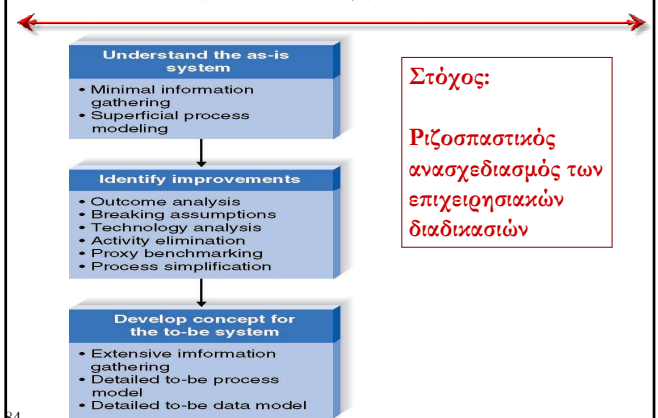 Understand the as-is
system
• Minimal information
gathering
• Superficial process
modeling
Identify improvements
• Outcome analysis
• Breaking assumptions
• Technology analysis
• Activity elimination
• Proxy benchmarking
• Process simplification
Develop concept for
the to-be system
• Extensive imformation
gathering
• Detailed to-be process
model
• Detailed to-be data model
Στόχος:
Ριζοσπαστικός
ανασχεδιασμός των
επιχειρησιακών
διαδικασιών